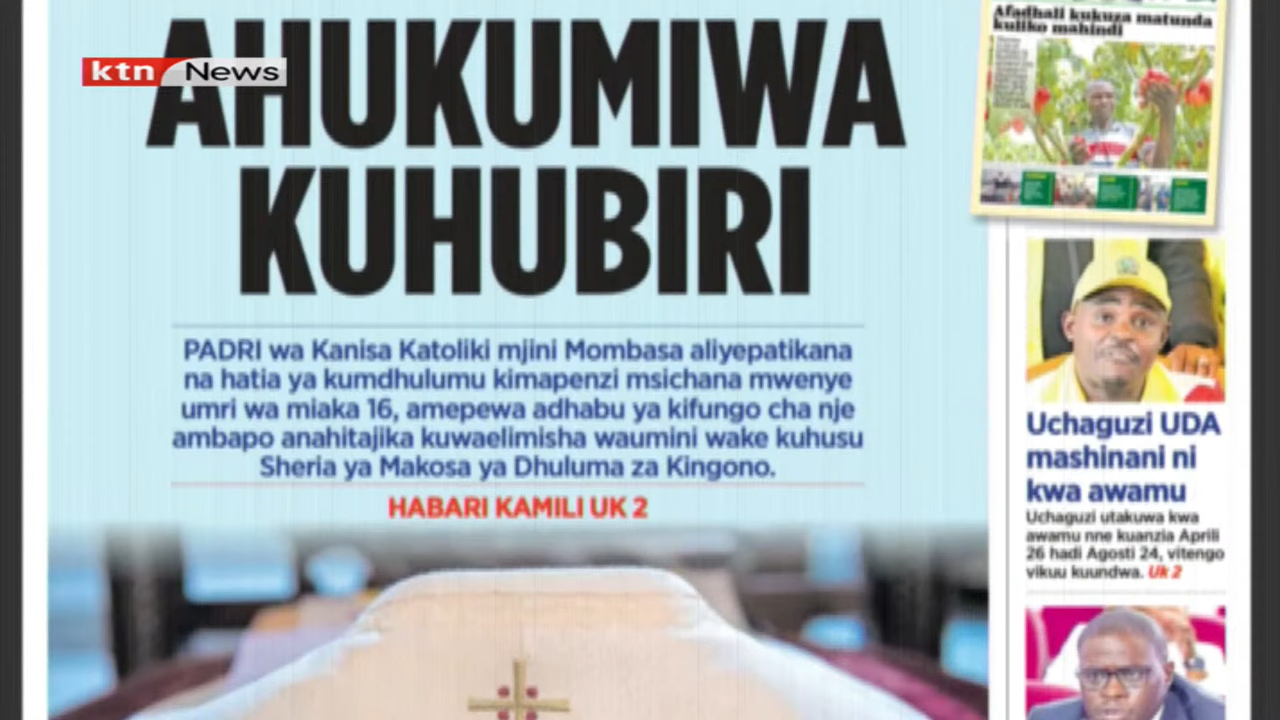 ktn News
AHUKUMIWA
KUHUBIRI
PADRI wa Kanisa Katoliki mjini Mombasa aliyepatikana
na hatia ya kumdhulumu kimapenzi msichana mwenye
umri wa miaka 16, amepewa adhabu ya kifungo cha nje
ambapo anahitajika kuwaelimisha waumini wake kuhusu
Sheria ya Makosa ya Dhuluma za Kingono.
HABARI KAMILI UK 2
Afadhali kukuza matunda
kuliko mahindi
Uchaguzi UDA
mashinani ni
kwa awamu
Uchaguzi utakuwa kwa
awamu nne kuanzia Aprili
26 hadi Agosti 24, vitengo
vikuu kuundwa. Uk 2